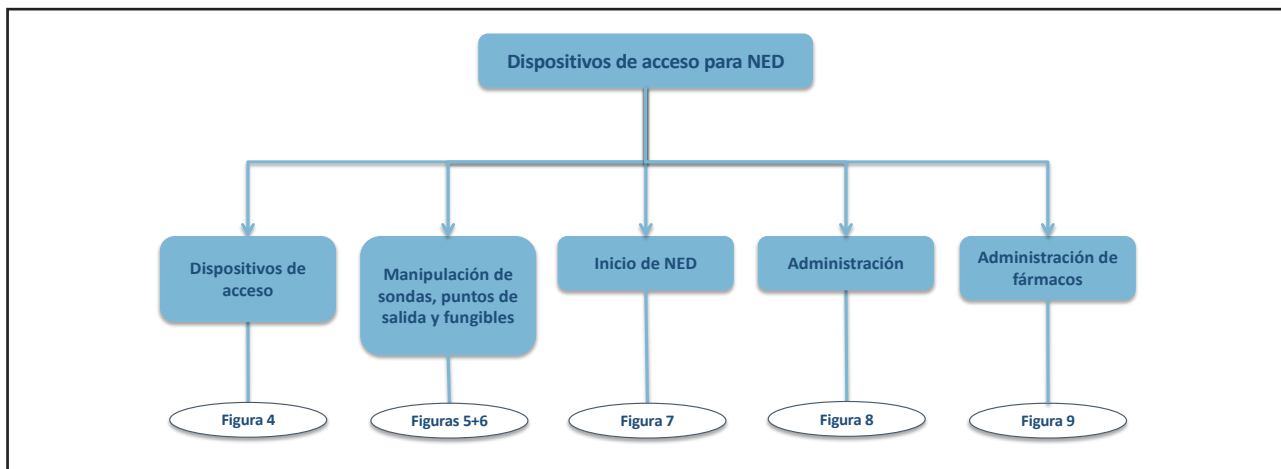 Dispositivos de acceso para NED
Dispositivos de
acceso
Manipulación de
sondas, puntos de
salida y fungibles
Inicio de NED
Administración
Administración de
fármacos
Figura 4
Figuras 5+6
Figura 7
Figura 8
Figura 9